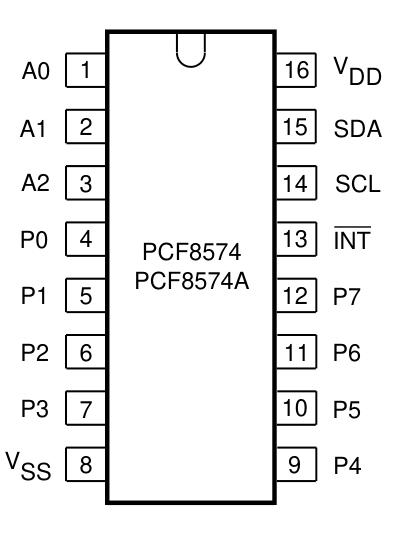 A0 1 16 VDD
A1 2 15 SDA
A2 3 14 SCL
P0 4 13 I̅N̅T̅
PCF8574
PCF8574A
P1 5 12 P7
P2 6 11 P6
P3 7 10 P5
VSS 8 9 P4